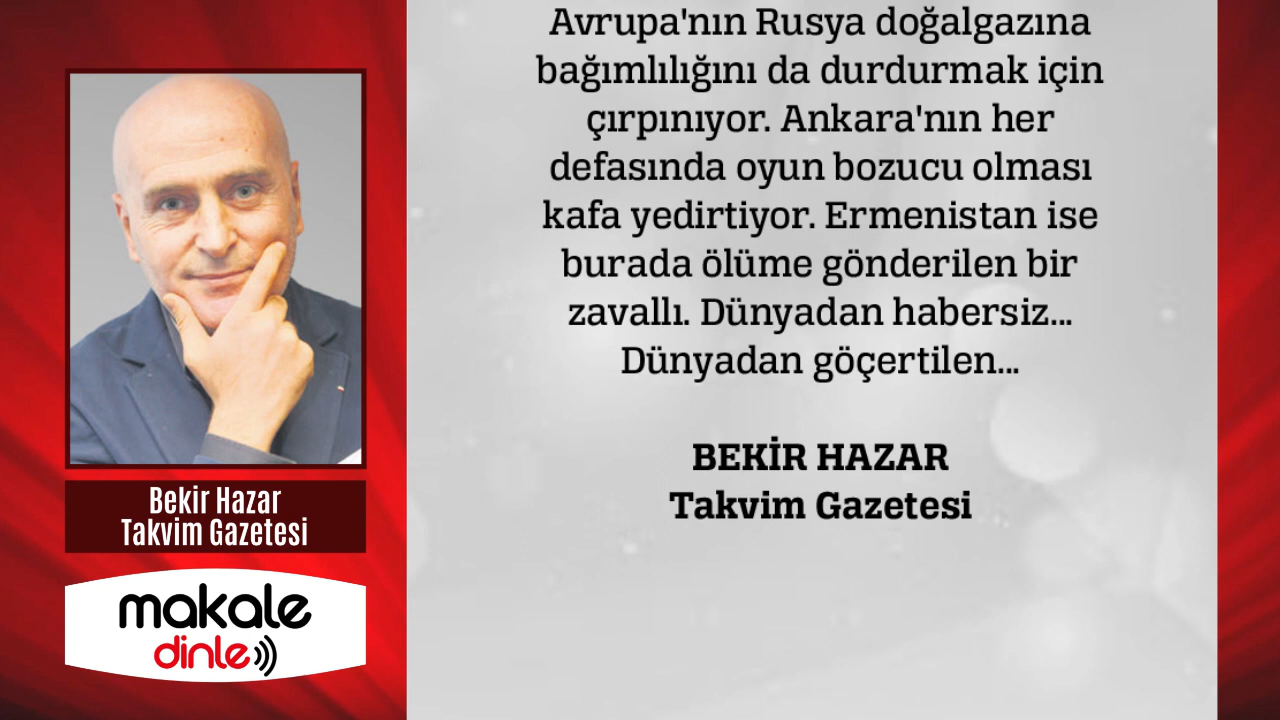 Avrupa'nın Rusya doğalgazına
bağımlılığını da durdurmak için
çırpınıyor. Ankara'nın her
defasında oyun bozucu olması
kafa yedirtiyor. Ermenistan ise
burada ölüme gönderilen bir
zavallı. Dünyadan habersiz...
Dünyadan göçertilen...
BEKİR HAZAR
Takvim Gazetesi
Bekir Hazar
Takvim Gazetesi
makale
dinle